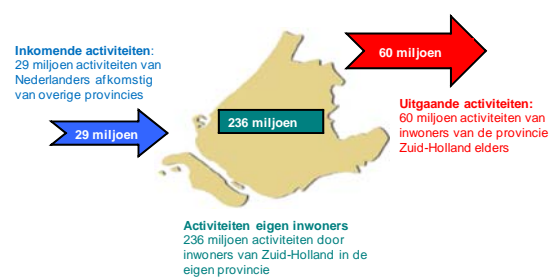 60 miljoen
Inkomende activiteiten:
29 miljoen activiteiten van
Nederlanders afkomstig
van overige provincies
29 miljoen
236 miljoen
Uitgaande activiteiten:
60 miljoen activiteiten van
inwoners van de provincie
Zuid-Holland elders
Activiteiten eigen inwoners
236 miljoen activiteiten door
inwoners van Zuid-Holland in de
eigen provincie